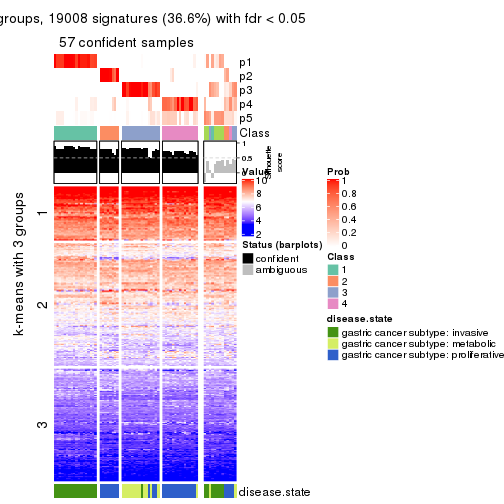 groups, 19008 signatures (36.6%) with fdr < 0.05
57 confident samples
p1
p2
p3
p4
p5
Class
1
0.5
0
silhouette
score
k-means with 3 groups
1
2
3
Value
10
8
6
4
2
Status (barplots)
confident
ambiguous
Prob
1
0.8
0.6
0.4
0.2
0
Class
1
2
3
4
disease.state
gastric cancer subtype: invasive
gastric cancer subtype: metabolic
gastric cancer subtype: proliferative
disease.state